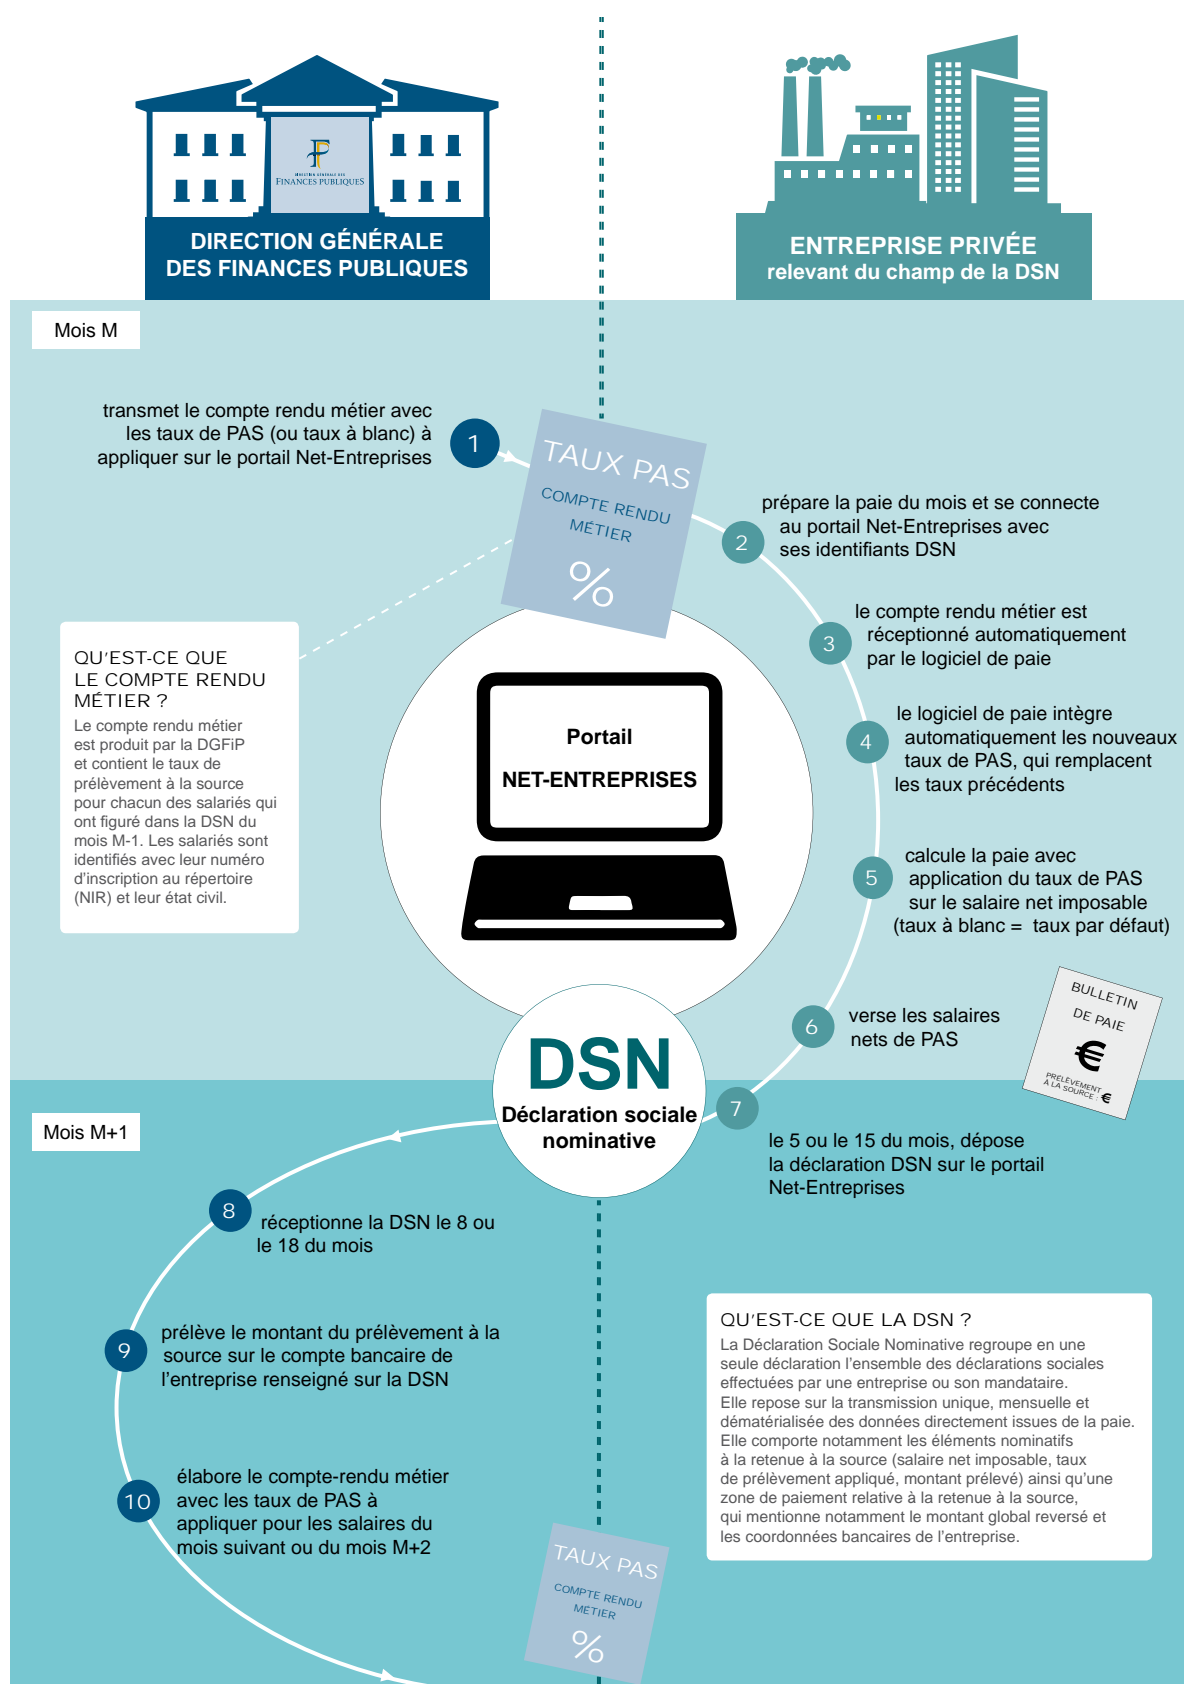 DIRECTION GÉNÉRALE DES
FINANCES PUBLIQUES
DIRECTION GÉNÉRALE
DES FINANCES PUBLIQUES
ENTREPRISE PRIVÉE
relevant du champ de la DSN
Mois M
transmet le compte rendu métier avec
les taux de PAS (ou taux à blanc) à
appliquer sur le portail Net-Entreprises
1
TAUX PAS
COMPTE RENDU
MÉTIER
%
2
prépare la paie du mois et se connecte
au portail Net-Entreprises avec
ses identifiants DSN
3
le compte rendu métier est
réceptionné automatiquement
par le logiciel de paie
QU'EST-CE QUE
LE COMPTE RENDU
MÉTIER ?
Le compte rendu métier
est produit par la DGFiP
et contient le taux de
prélèvement à la source
pour chacun des salariés qui
ont figuré dans la DSN du
mois M-1. Les salariés sont
identifiés avec leur numéro
d'inscription au répertoire
(NIR) et leur état civil.
Portail
NET-ENTREPRISES
4
le logiciel de paie intègre
automatiquement les nouveaux
taux de PAS, qui remplacent
les taux précédents
5
calcule la paie avec
application du taux de PAS
sur le salaire net imposable
(taux à blanc = taux par défaut)
6
verse les salaires
nets de PAS
BULLETIN
DE PAIE
€
PRÉLÈVEMENT
À LA SOURCE : €
DSN
Déclaration sociale
nominative
7
le 5 ou le 15 du mois, dépose
la déclaration DSN sur le portail
Net-Entreprises
Mois M+1
8
réceptionne la DSN le 8 ou
le 18 du mois
9
prélève le montant du prélèvement à la
source sur le compte bancaire de
l'entreprise renseigné sur la DSN
10
élabore le compte-rendu métier
avec les taux de PAS à
appliquer pour les salaires du
mois suivant ou du mois M+2
QU'EST-CE QUE LA DSN ?
La Déclaration Sociale Nominative regroupe en une
seule déclaration l'ensemble des déclarations sociales
effectuées par une entreprise ou son mandataire.
Elle repose sur la transmission unique, mensuelle et
dématérialisée des données directement issues de la paie.
Elle comporte notamment les éléments nominatifs
à la retenue à la source (salaire net imposable, taux
de prélèvement appliqué, montant prélevé) ainsi qu'une
zone de paiement relative à la retenue à la source,
qui mentionne notamment le montant global reversé et
les coordonnées bancaires de l'entreprise.
TAUX PAS
COMPTE RENDU
MÉTIER
%